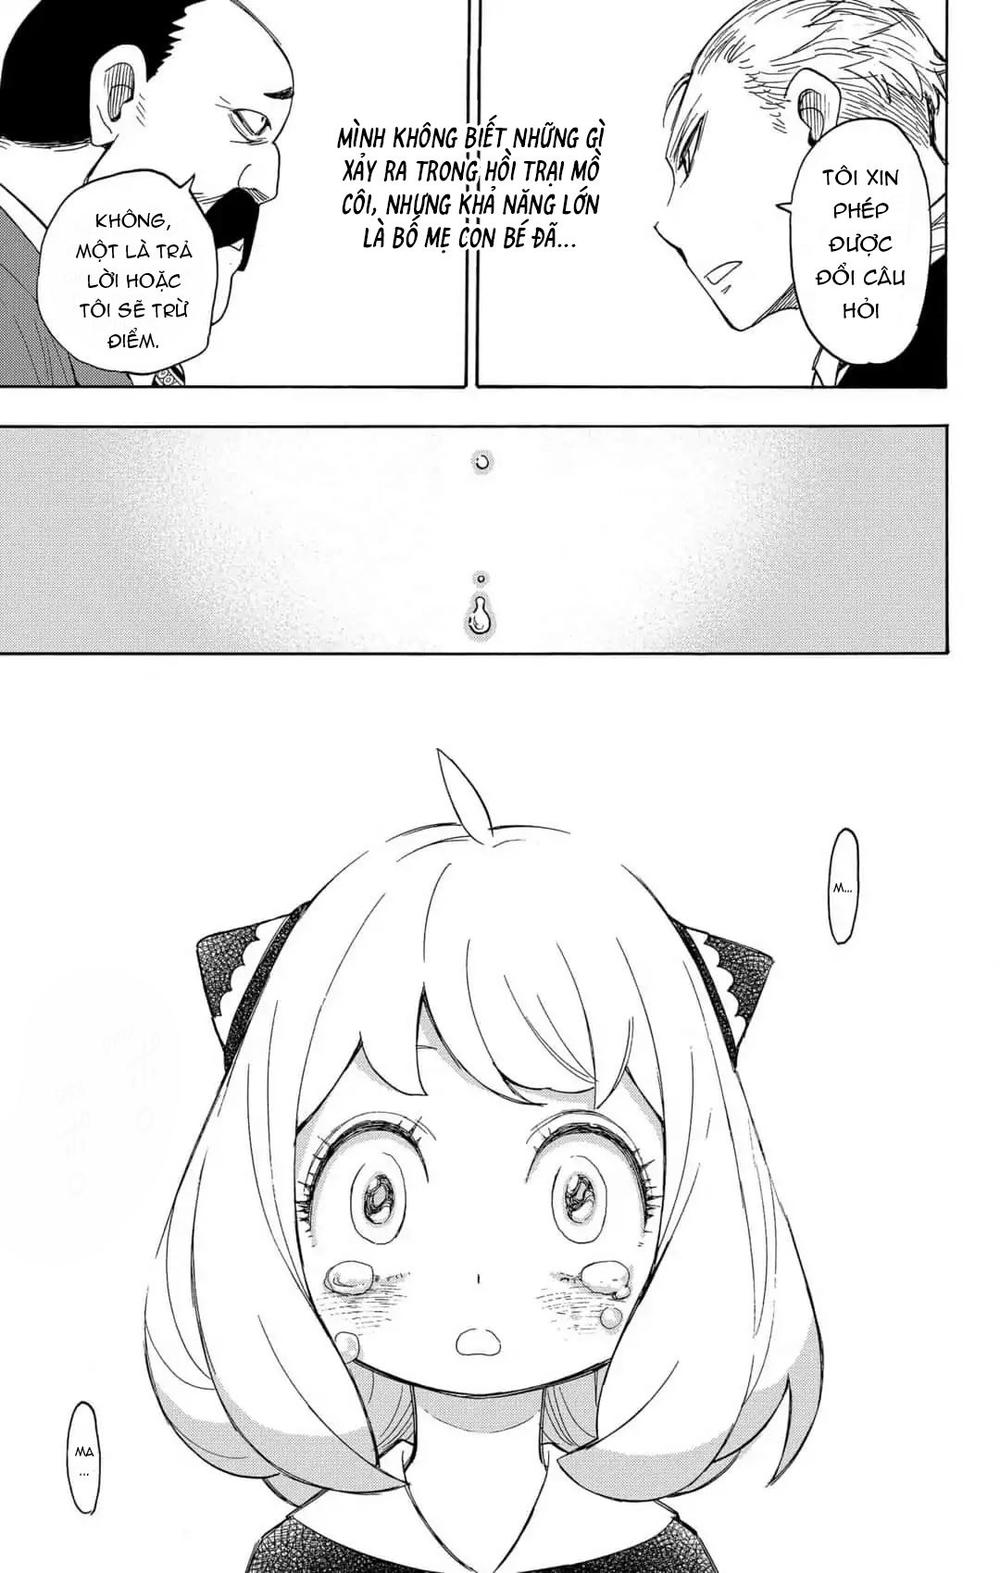 TÔI XIN
PHÉP
ĐƯỢC
ĐỔI CÂU
HỎI
MÌNH KHÔNG BIẾT NHỮNG GÌ
XẢY RA TRONG HỒI TRẠI MỒ
CÔI, NHƯNG KHẢ NĂNG LỚN
LÀ BỐ MẸ CON BÉ ĐÃ...
KHÔNG,
MỘT LÀ TRẢ
LỜI HOẶC
TÔI SẼ TRỪ
ĐIỂM.
M...
MA
...